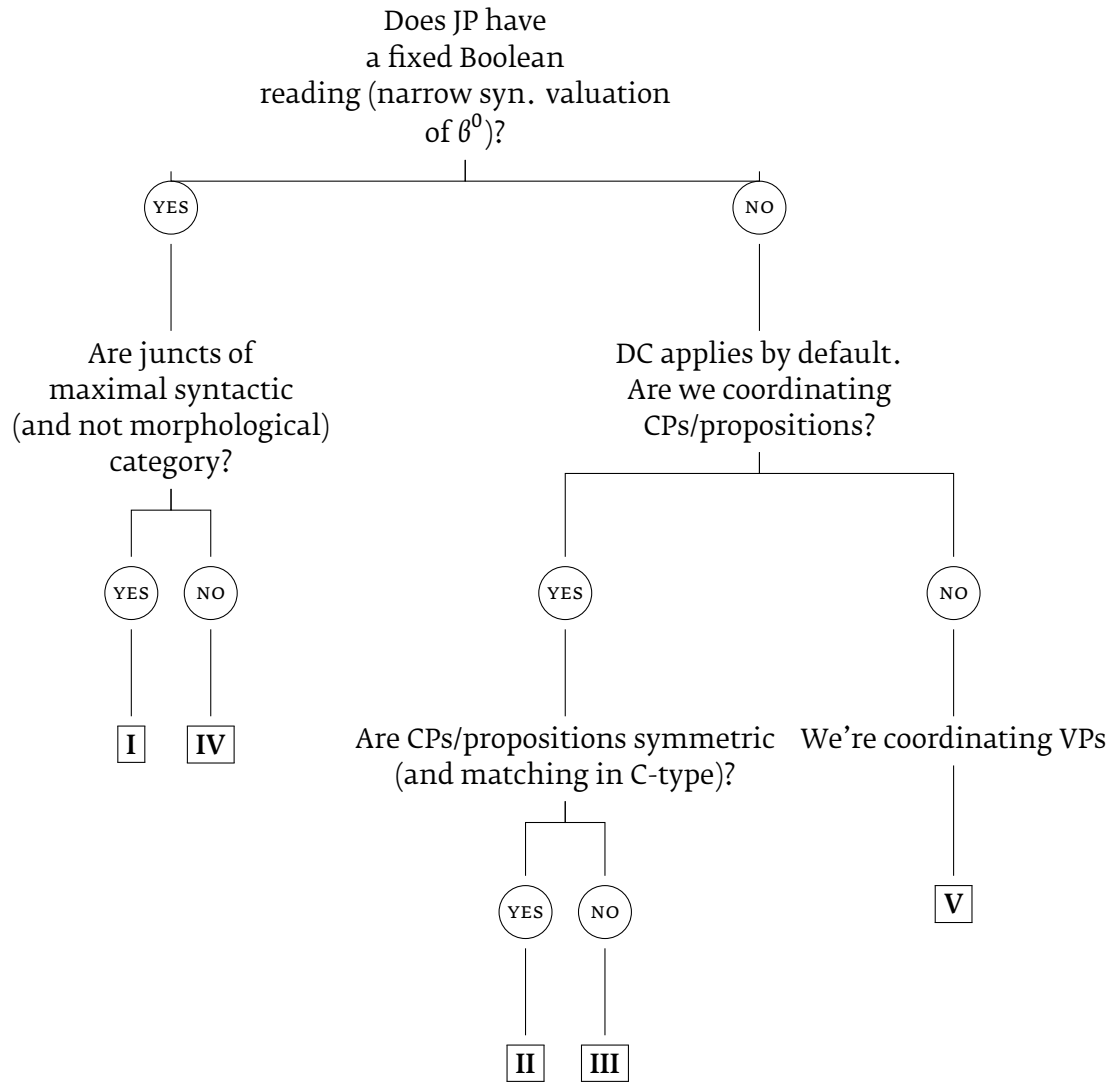 Does JP have
a fixed Boolean
reading (narrow syn. valuation
of β⁰)?
YES
NO
Are juncts of
maximal syntactic
(and not morphological)
category?
DC applies by default.
Are we coordinating
CPs/propositions?
YES
NO
YES
NO
I
IV
Are CPs/propositions symmetric
(and matching in C-type)?
We're coordinating VPs
YES
NO
V
II
III